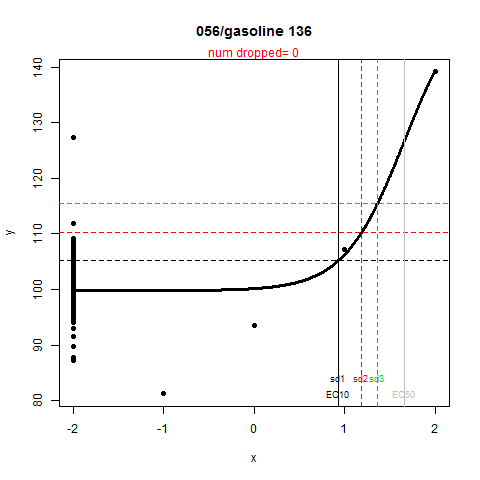 056/gasoline 136
num dropped= 0
140
130
120
110
100
90
80
y
sd1 sd2 sd3
EC10 EC50
-2 -1 0 1 2
x